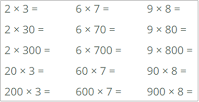 2 × 3 = 6 × 7 = 9 × 8 =
2 × 30 = 6 × 70 = 9 × 80 =
2 × 300 = 6 × 700 = 9 × 800 =
20 × 3 = 60 × 7 = 90 × 8 =
200 × 3 = 600 × 7 = 900 × 8 =